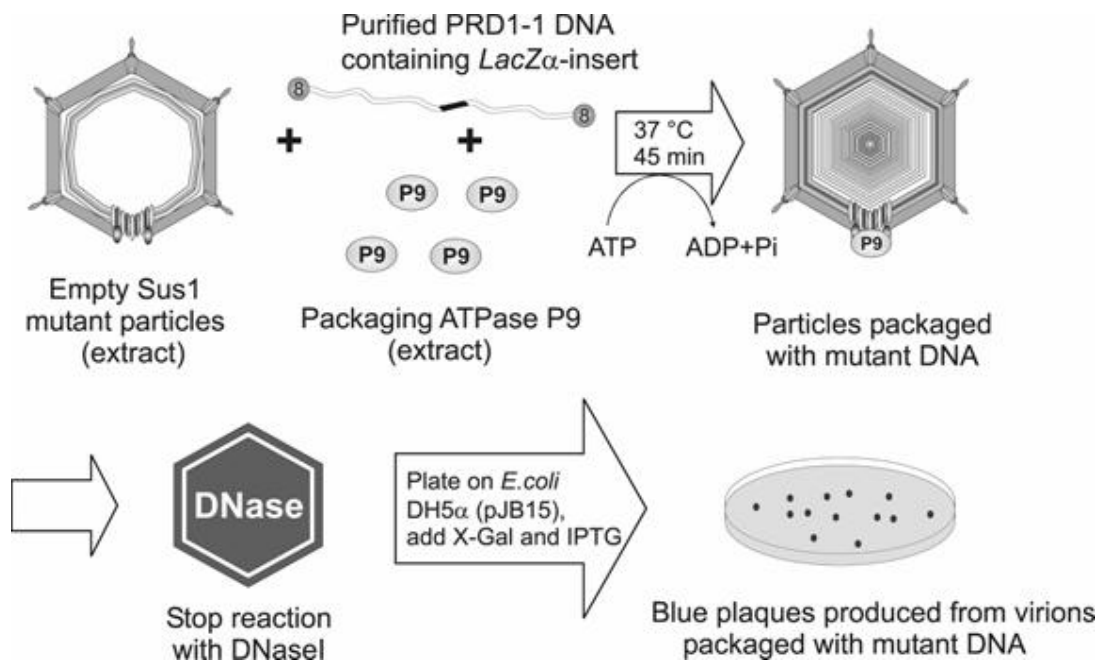 Purified PRD1-1 DNA
containing LacZα-insert
8
8
37 °C
45 min
P9
P9
P9
P9
ATP
ADP+Pi
P9
Empty Sus1
mutant particles
(extract)
Packaging ATPase P9
(extract)
Particles packaged
with mutant DNA
DNase
Plate on E.coli
DH5α (pJB15),
add X-Gal and IPTG
Stop reaction
with DNaseI
Blue plaques produced from virions
packaged with mutant DNA